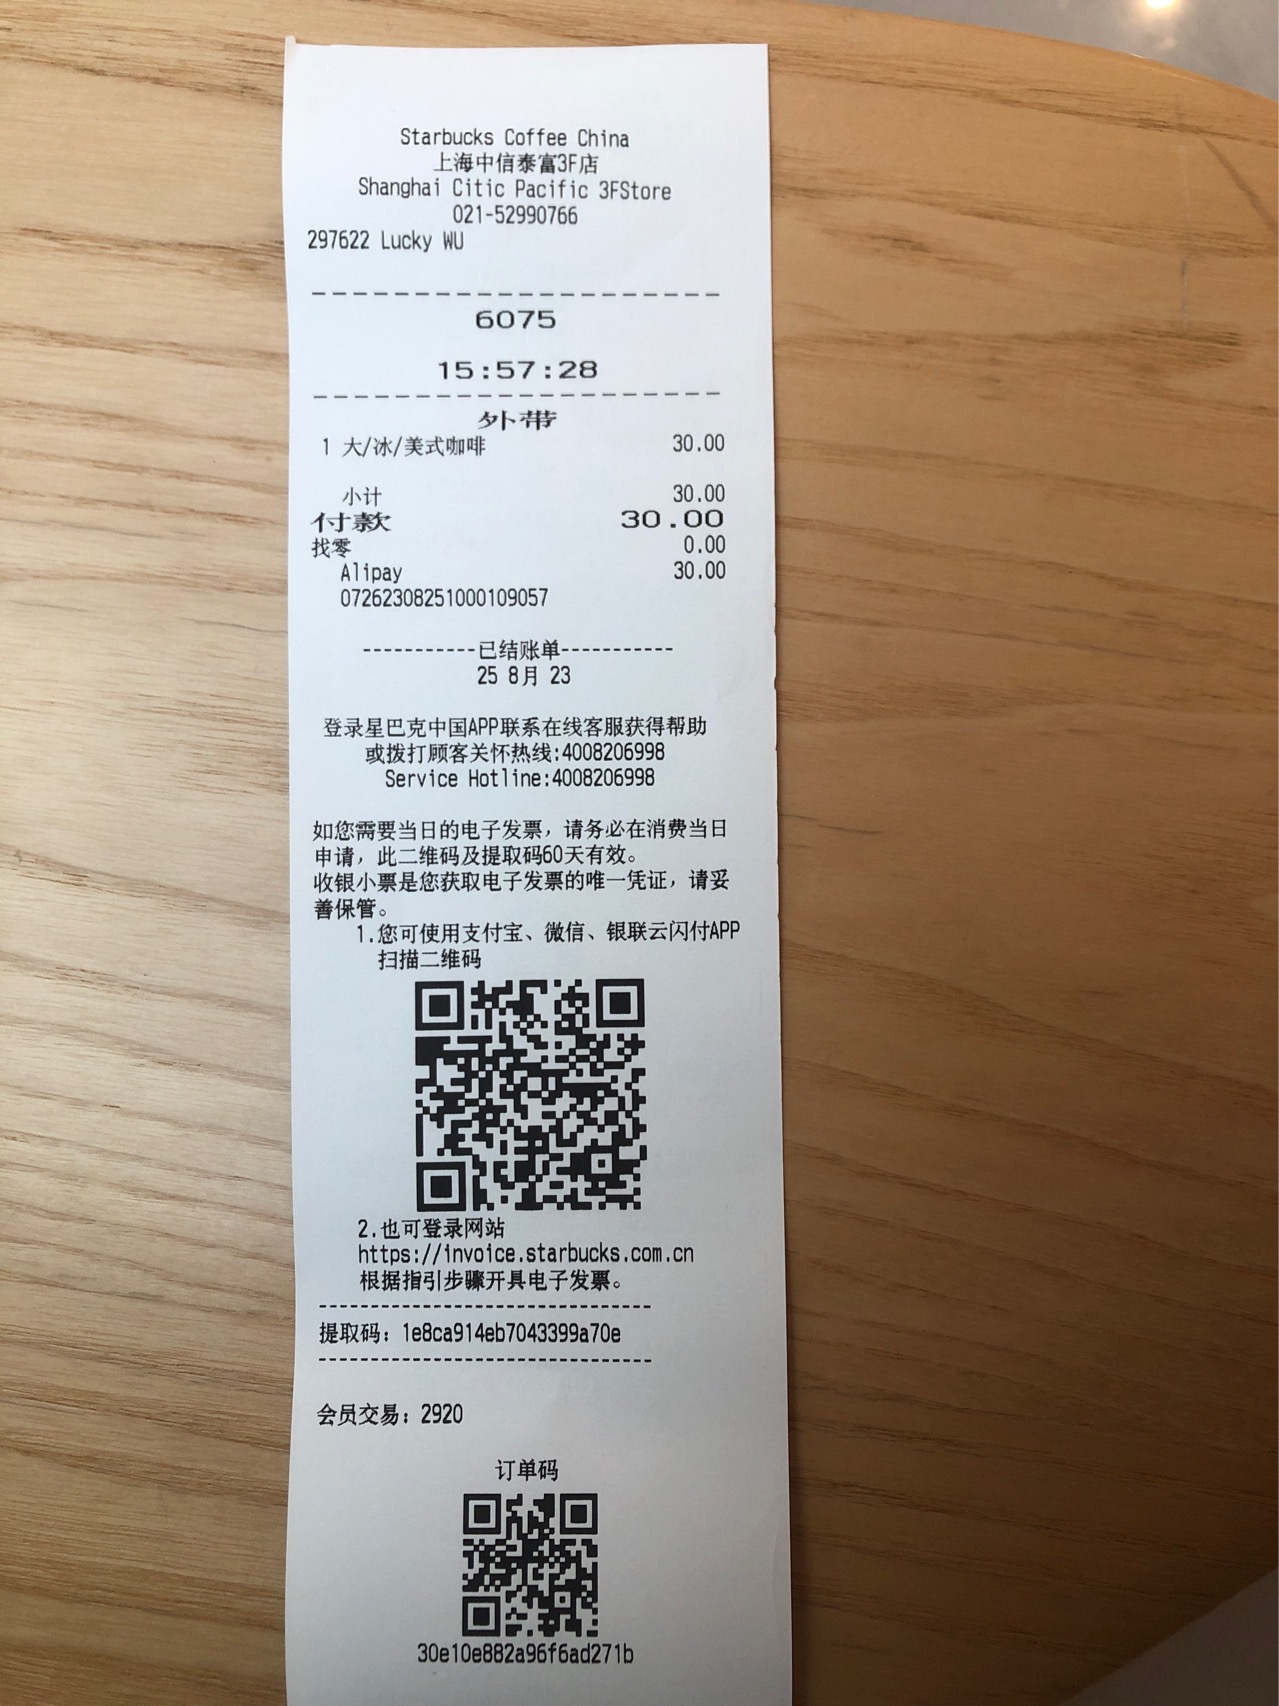 Starbucks Coffee China
上海中信泰富3F店
Shanghai Citic Pacific 3FStore
021-52990766
297622 Lucky WU
--------------------
6075
15:57:28
--------------------
外带
1 大/冰/美式咖啡 30.00
小计 30.00
付款 30.00
找零 0.00
Alipay 30.00
07262308251000109057
-----------已结账单-----------
25 8月 23
登录星巴克中国APP联系在线客服获得帮助
或拨打顾客关怀热线:4008206998
Service Hotline:4008206998
如您需要当日的电子发票，请务必在消费当日
申请，此二维码及提取码60天有效。
收银小票是您获取电子发票的唯一凭证，请妥
善保管。
1.您可使用支付宝、微信、银联云闪付APP
扫描二维码
2.也可登录网站
https://invoice.starbucks.com.cn
根据指引步骤开具电子发票。
--------------------------------
提取码：1e8ca914eb7043399a70e
--------------------------------
会员交易：2920
订单码
30e10e882a96f6ad271b